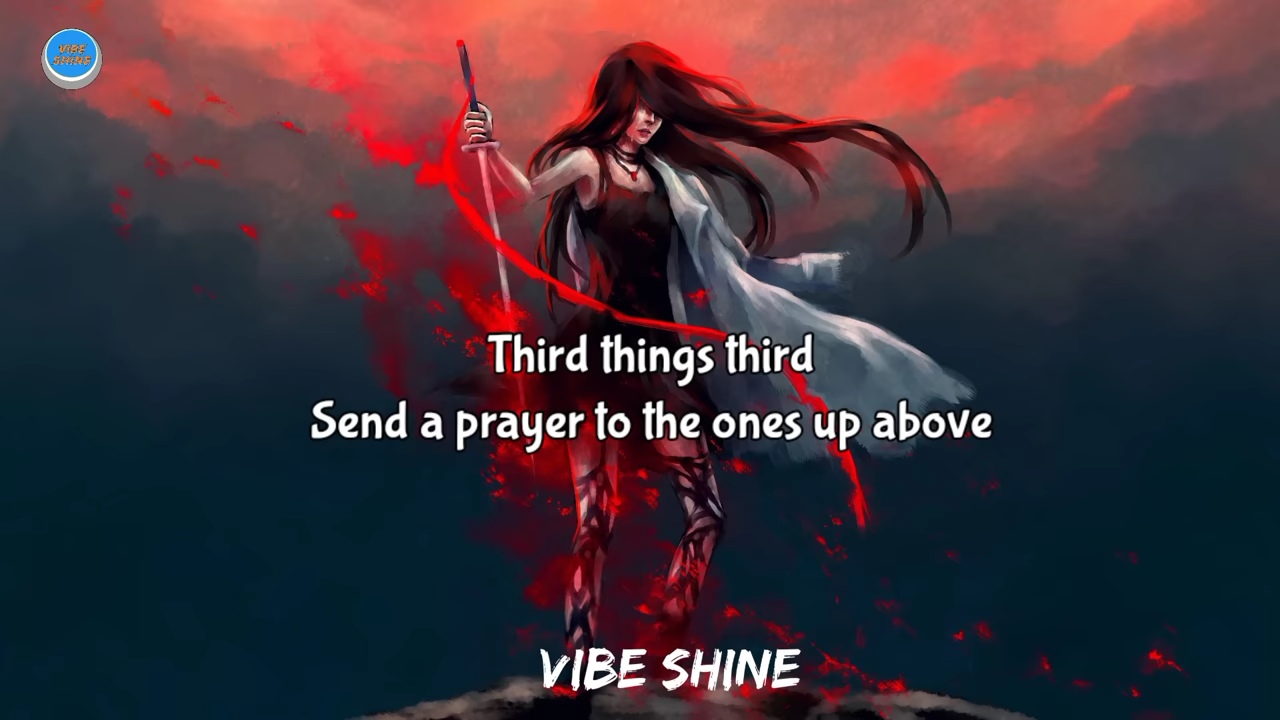 VIBE
SHINE
Third things third
Send a prayer to the ones up above
VIBE SHINE